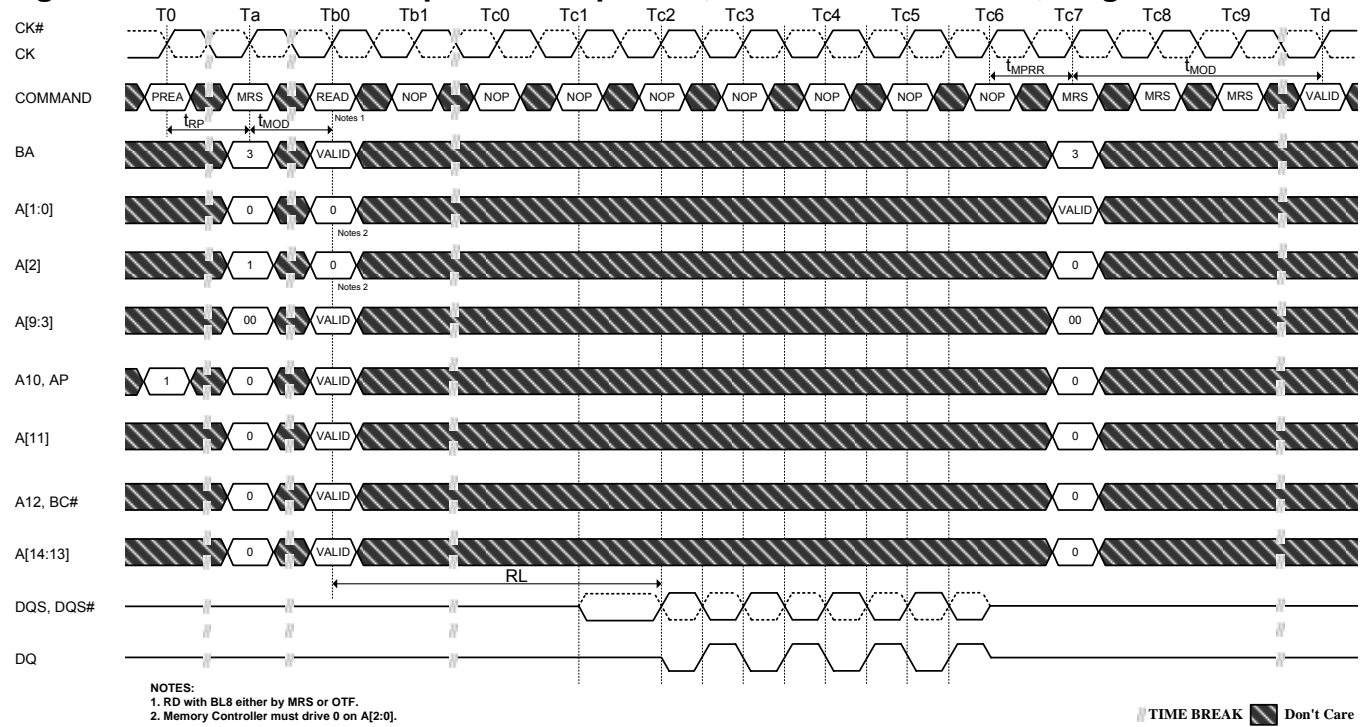 T0 Ta Tb0 Tb1 Tc0 Tc1 Tc2 Tc3 Tc4 Tc5 Tc6 Tc7 Tc8 Tc9 Td
CK#
CK
tMPRR tMOD
COMMAND PREA MRS READ NOP NOP NOP NOP NOP NOP NOP NOP MRS MRS MRS VALID
tRP tMOD Notes 1
BA 3 VALID 3
A[1:0] 0 0 VALID
Notes 2
A[2] 1 0 0
Notes 2
A[9:3] 00 VALID 00
A10, AP 1 0 VALID 0
A[11] 0 VALID 0
A12, BC# 0 VALID 0
A[14:13] 0 VALID 0
RL
DQS, DQS#
DQ
NOTES:
1. RD with BL8 either by MRS or OTF.
2. Memory Controller must drive 0 on A[2:0].
TIME BREAK Don't Care